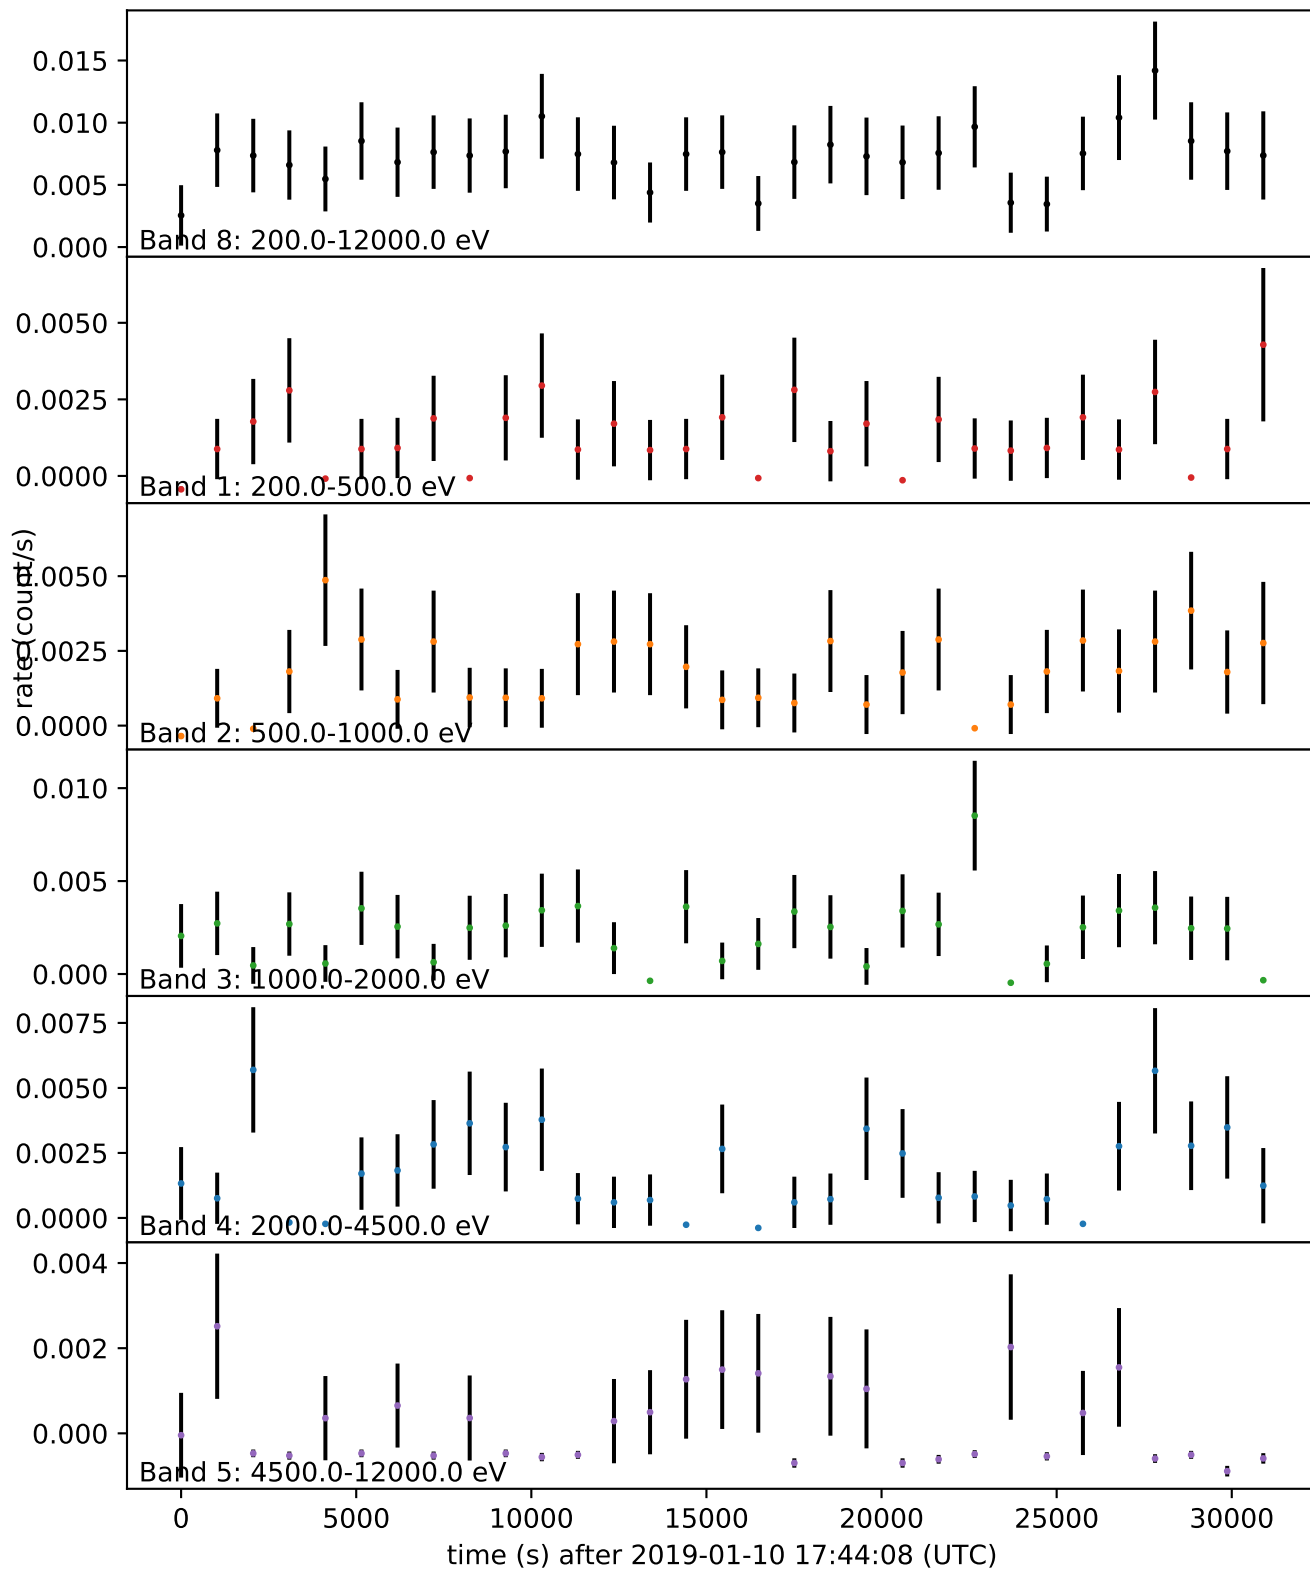 0.015
0.010
0.005
0.000
Band 8: 200.0-12000.0 eV
0.0050
0.0025
0.0000
Band 1: 200.0-500.0 eV
rate (count/s)
0.0050
0.0025
0.0000
Band 2: 500.0-1000.0 eV
0.010
0.005
0.000
Band 3: 1000.0-2000.0 eV
0.0075
0.0050
0.0025
0.0000
Band 4: 2000.0-4500.0 eV
0.004
0.002
0.000
Band 5: 4500.0-12000.0 eV
0 5000 10000 15000 20000 25000 30000
time (s) after 2019-01-10 17:44:08 (UTC)